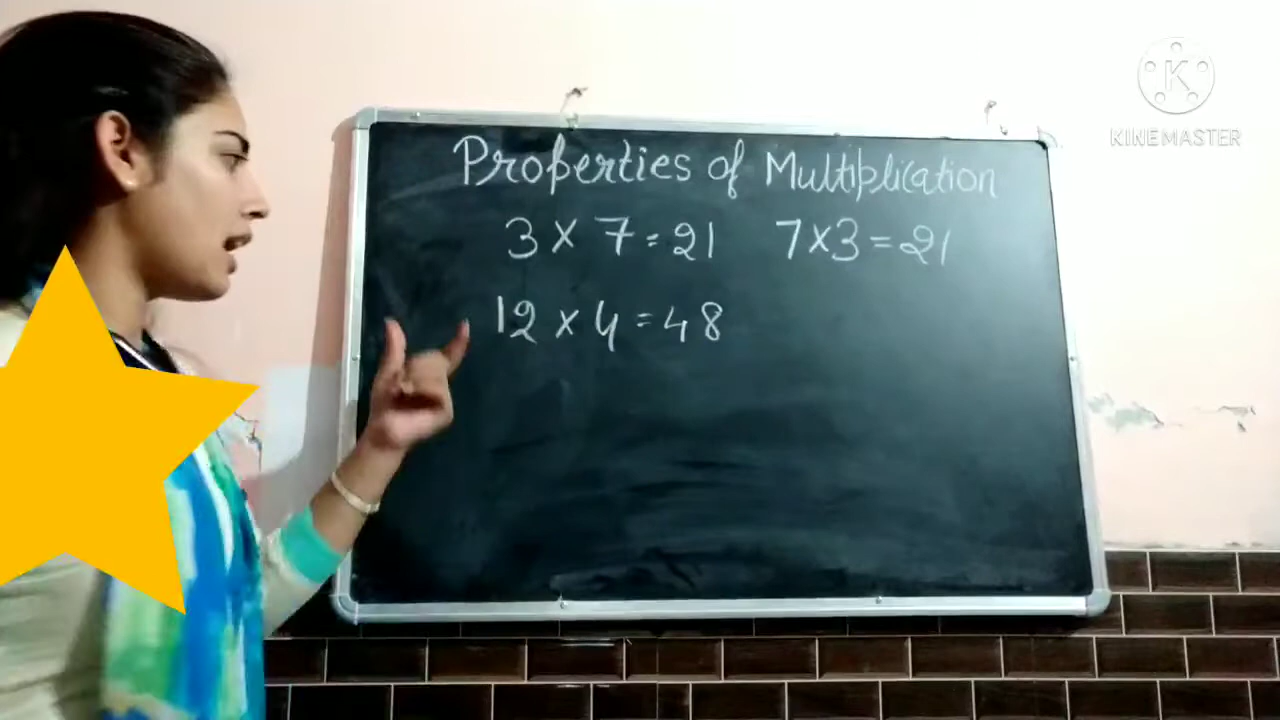 Properties of Multiplication
3 × 7 = 21 7 × 3 = 21
12 × 4 = 48
K
KINEMASTER